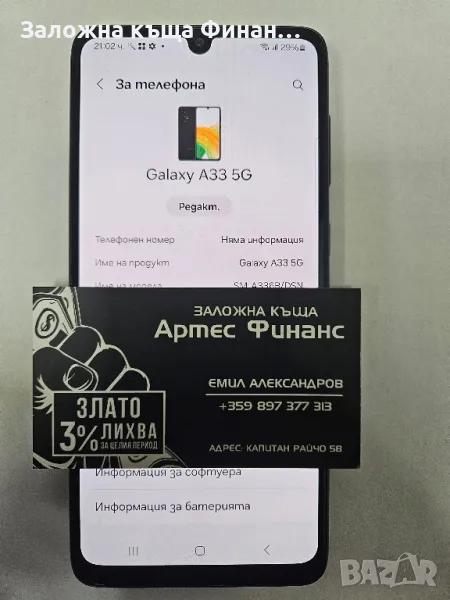 Заложна къща Финан...
21:02 ч.
29%
За телефона
Galaxy A33 5G
Редакт.
Телефонен номер Няма информация
Име на продукт Galaxy A33 5G
Име на модела SM-A336B/DSN
ЗАЛОЖНА КЪЩА
Артес Финанс
ЕМИЛ АЛЕКСАНДРОВ
+359 897 377 313
ЗЛАТО
3% ЛИХВА
ЗА ЦЕЛИЯ ПЕРИОД
АДРЕС: КАПИТАН РАЙЧО 58
Информация за софтуера
Информация за батерията
bazar